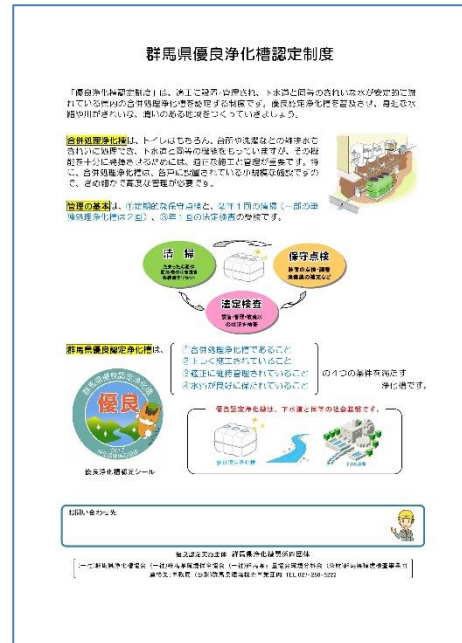 群馬県優良浄化槽認定制度
「優良浄化槽認定制度」は、適正に設置・管理され、下水道と同等のきれいな水が安定的に流
れている県内の合併処理浄化槽を認定する制度です。優良認定浄化槽を普及させ、身近な水
路や川がきれいな、潤いのある地域をつくっていきましょう。
合併処理浄化槽は、トイレはもちろん、台所や洗濯などの雑排水も
きれいに処理でき、下水道と同等の機能をもっていますが、その機
能を十分に発揮させるためには、適正な施工と管理が重要です。特
に、合併処理浄化槽は、各戸に設置されている小規模な施設ですの
で、きめ細かで高度な管理が必要です。
管理の基本は、①定期的な保守点検と、②年1回の清掃（一部の単
独処理浄化槽は2回）、③年1回の法定検査の受検です。
清 掃
保守点検
法定検査
群馬県優良認定浄化槽は、
①合併処理浄化槽であること
②正しく施工されていること
③適正に維持管理されていること
④水質が良好に保たれていること
の4つの条件を満たす
浄化槽です。
群馬県優良認定浄化槽
優良
優良浄化槽認定シール
優良認定浄化槽は、下水道と同等の社会基盤です。
お問い合わせ先